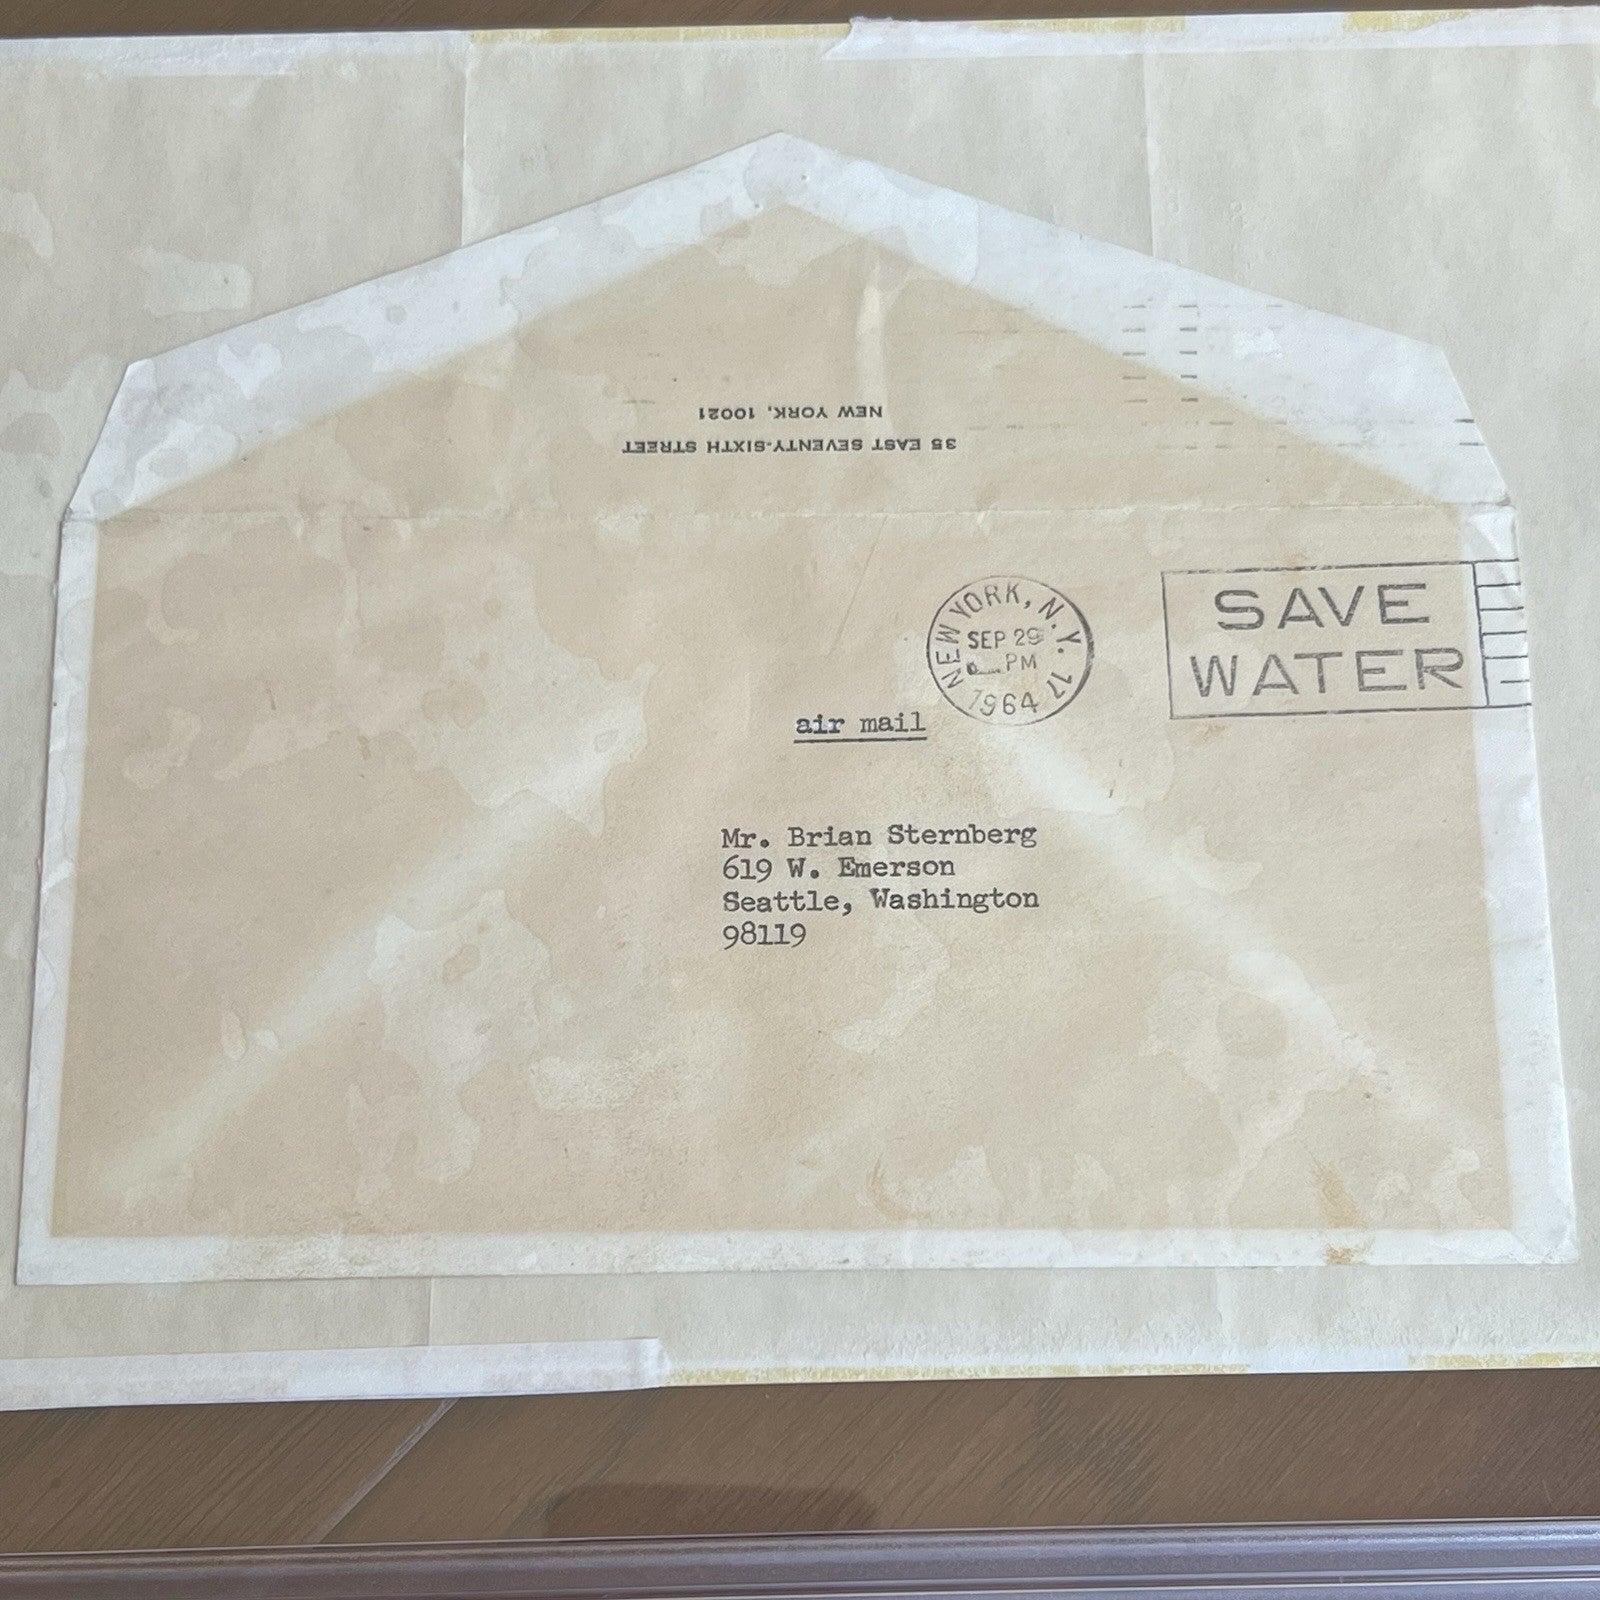 35 EAST SEVENTY-SIXTH STREET
NEW YORK, 10021
NEW YORK, N.Y. 17
SEP 29
PM
1964
SAVE
WATER
air mail
Mr. Brian Sternberg
619 W. Emerson
Seattle, Washington
98119